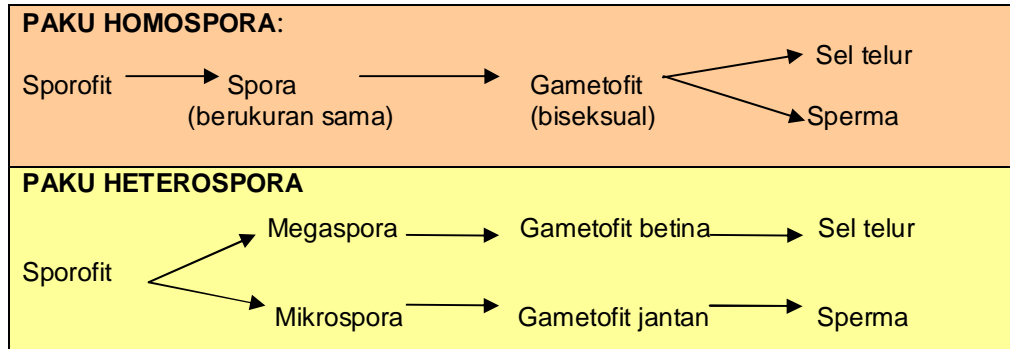 PAKU HOMOSPORA:
Sel telur
Sporofit Spora Gametofit
(berukuran sama) (biseksual) Sperma
PAKU HETEROSPORA
Megaspora Gametofit betina Sel telur
Sporofit
Mikrospora Gametofit jantan Sperma